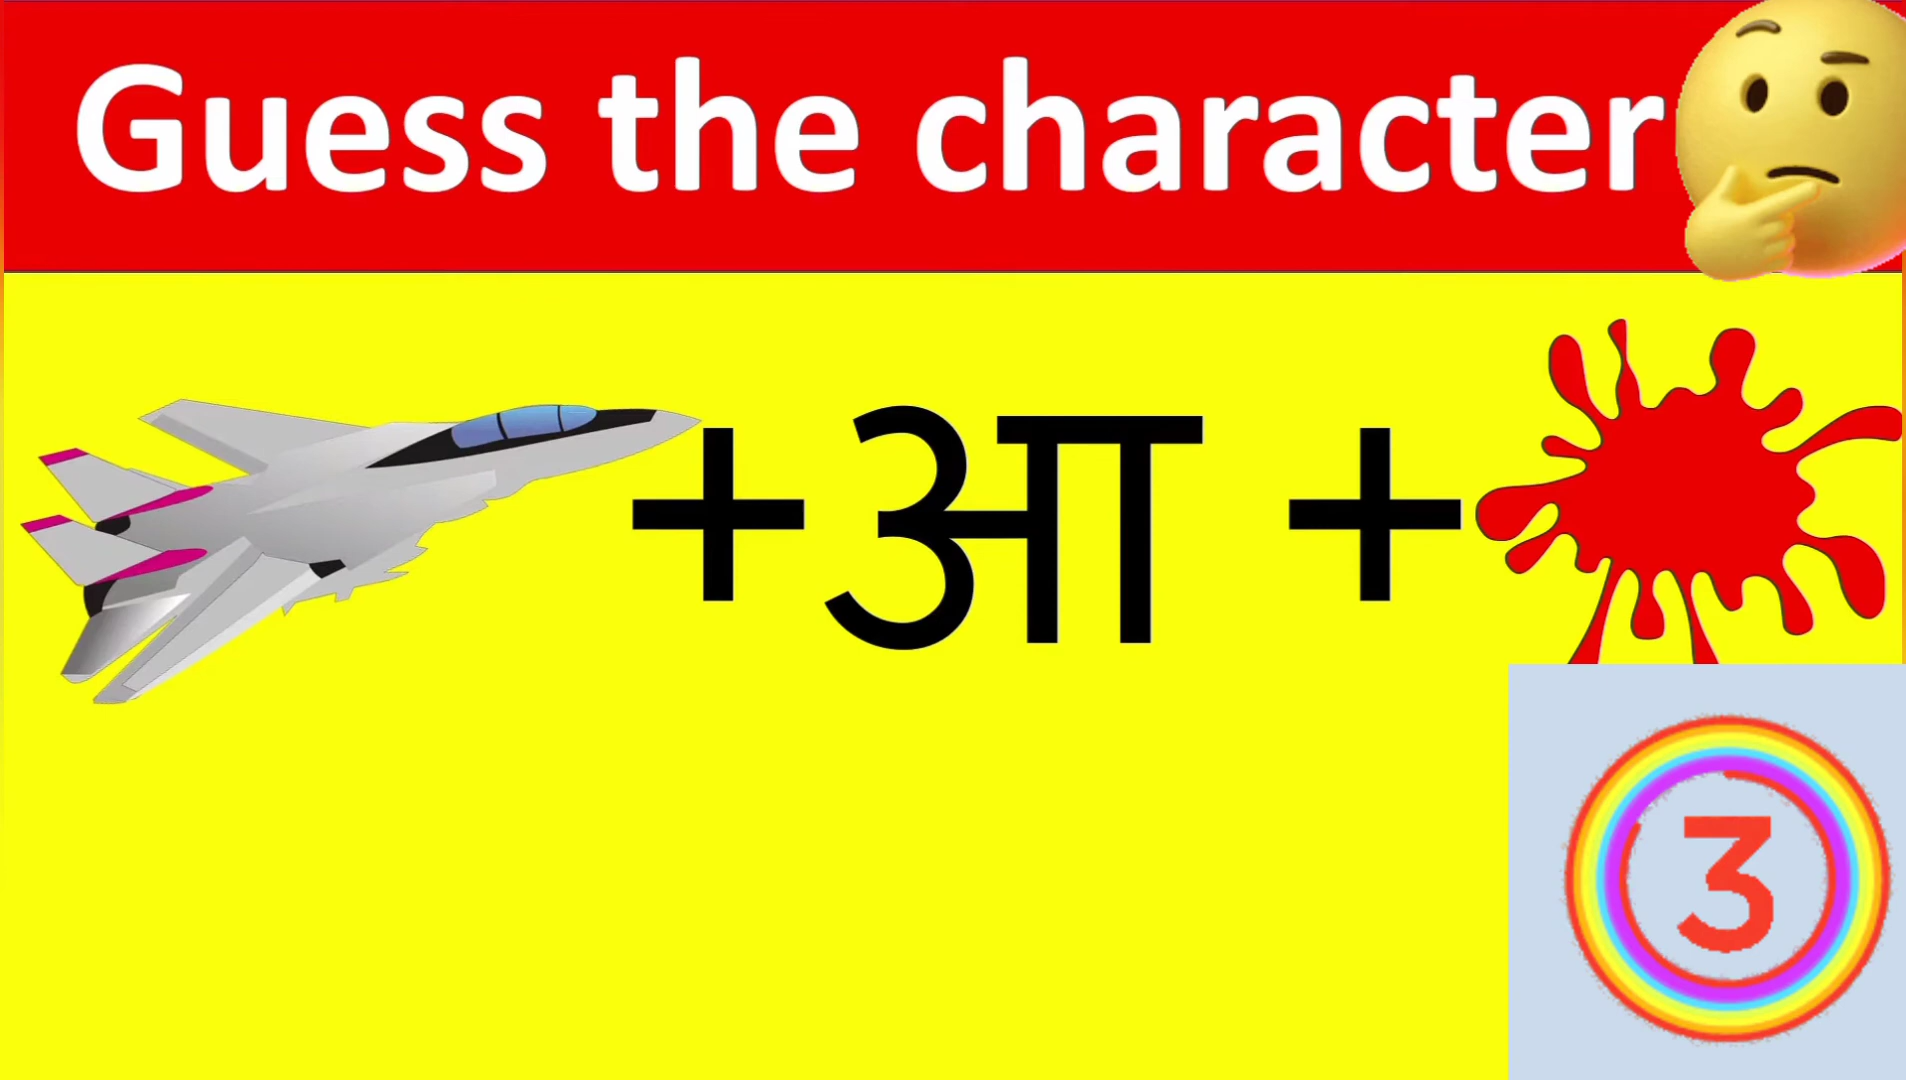 Guess the character
+ आ +
3